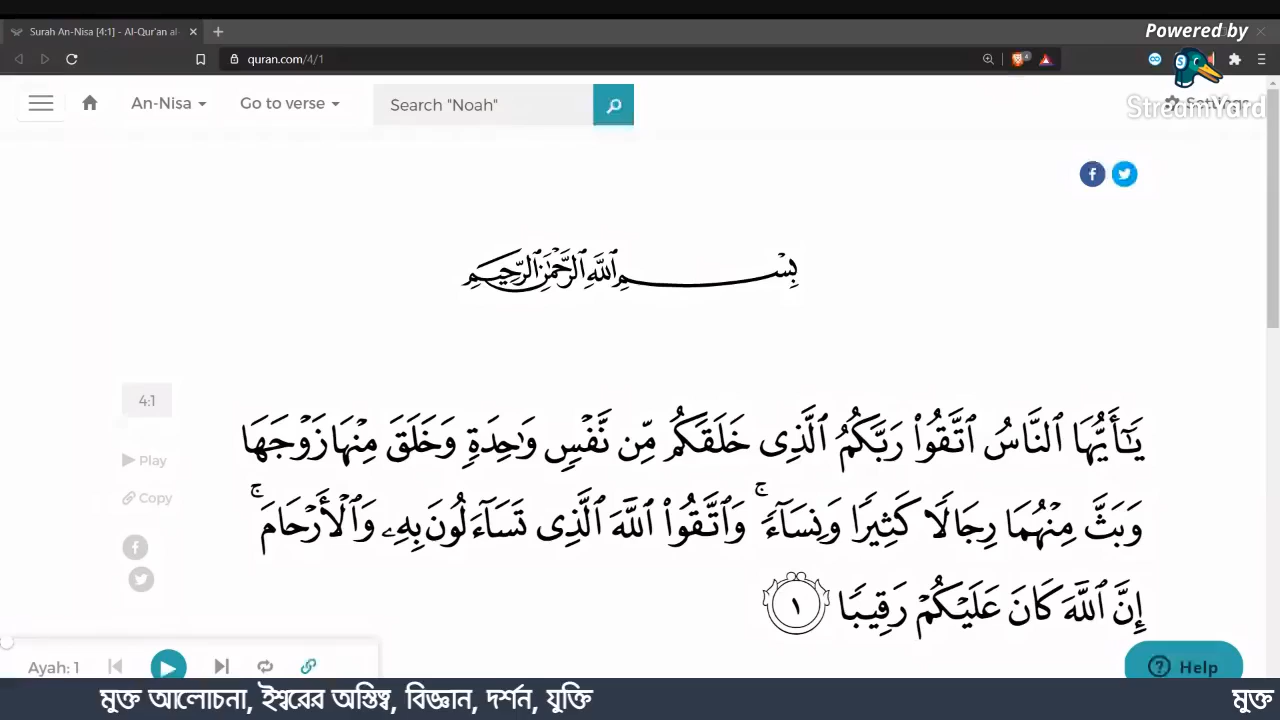 Surah An-Nisa [4:1] - Al-Qur'an al-
Powered by
quran.com/4/1
An-Nisa
Go to verse
Search "Noah"
Settings
StreamYard
بِسْمِ ٱللَّهِ ٱلرَّحْمَٰنِ ٱلرَّحِيمِ
4:1
يَـٰٓأَيُّهَا ٱلنَّاسُ ٱتَّقُوا۟ رَبَّكُمُ ٱلَّذِى خَلَقَكُم مِّن نَّفْسٍ وَٰحِدَةٍ وَخَلَقَ مِنْهَا زَوْجَهَا
Play
وَبَثَّ مِنْهُمَا رِجَالًا كَثِيرًا وَنِسَآءً ۚ وَٱتَّقُوا۟ ٱللَّهَ ٱلَّذِى تَسَآءَلُونَ بِهِۦ وَٱلْأَرْحَامَ ۚ
Copy
إِنَّ ٱللَّهَ كَانَ عَلَيْكُمْ رَقِيبًا ١
Ayah: 1
Help
মুক্ত আলোচনা, ইশ্বরের অস্তিত্ব, বিজ্ঞান, দর্শন, যুক্তি
মুক্ত